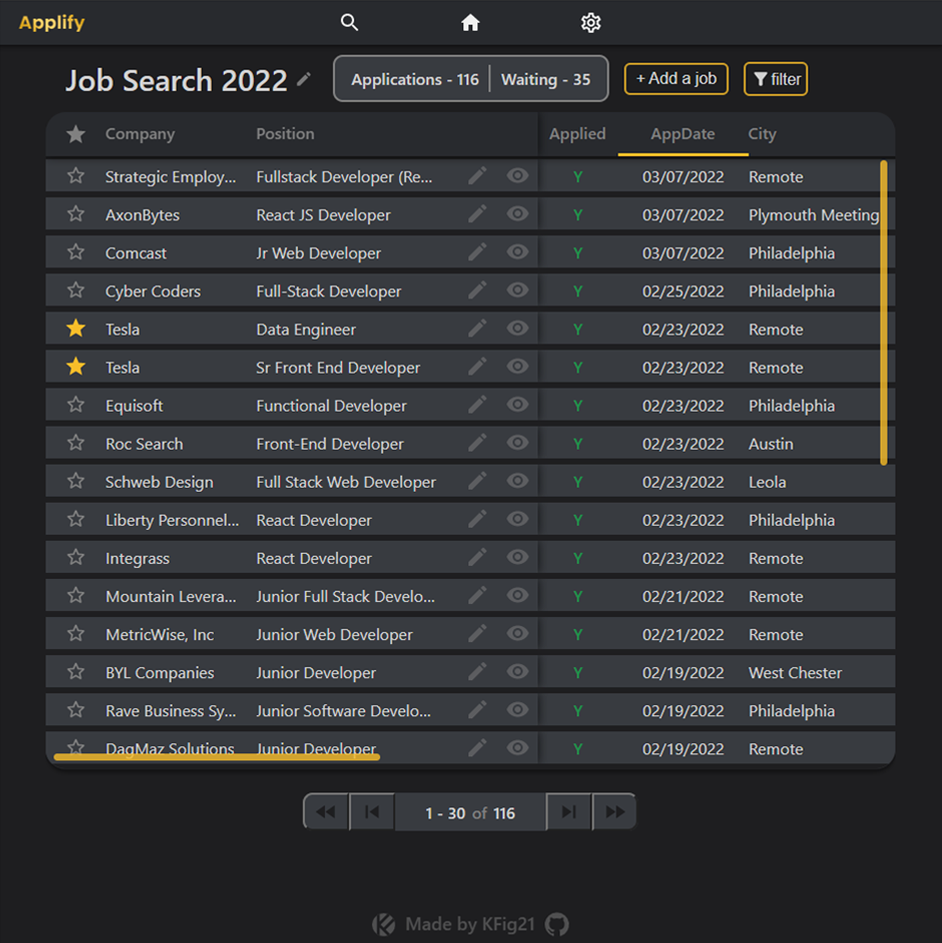 Applify
Job Search 2022 Applications - 116 Waiting - 35 + Add a job filter
Company Position Applied AppDate City
Strategic Employ... Fullstack Developer (Re... Y 03/07/2022 Remote
AxonBytes React JS Developer Y 03/07/2022 Plymouth Meeting
Comcast Jr Web Developer Y 03/07/2022 Philadelphia
Cyber Coders Full-Stack Developer Y 02/25/2022 Philadelphia
Tesla Data Engineer Y 02/23/2022 Remote
Tesla Sr Front End Developer Y 02/23/2022 Remote
Equisoft Functional Developer Y 02/23/2022 Philadelphia
Roc Search Front-End Developer Y 02/23/2022 Austin
Schweb Design Full Stack Web Developer Y 02/23/2022 Leola
Liberty Personnel... React Developer Y 02/23/2022 Philadelphia
Integrass React Developer Y 02/23/2022 Remote
Mountain Levera... Junior Full Stack Develo... Y 02/21/2022 Remote
MetricWise, Inc Junior Web Developer Y 02/21/2022 Remote
BYL Companies Junior Developer Y 02/19/2022 West Chester
Rave Business Sy... Junior Software Develo... Y 02/19/2022 Philadelphia
DagMaz Solutions Junior Developer Y 02/19/2022 Remote
1 - 30 of 116
Made by KFig21